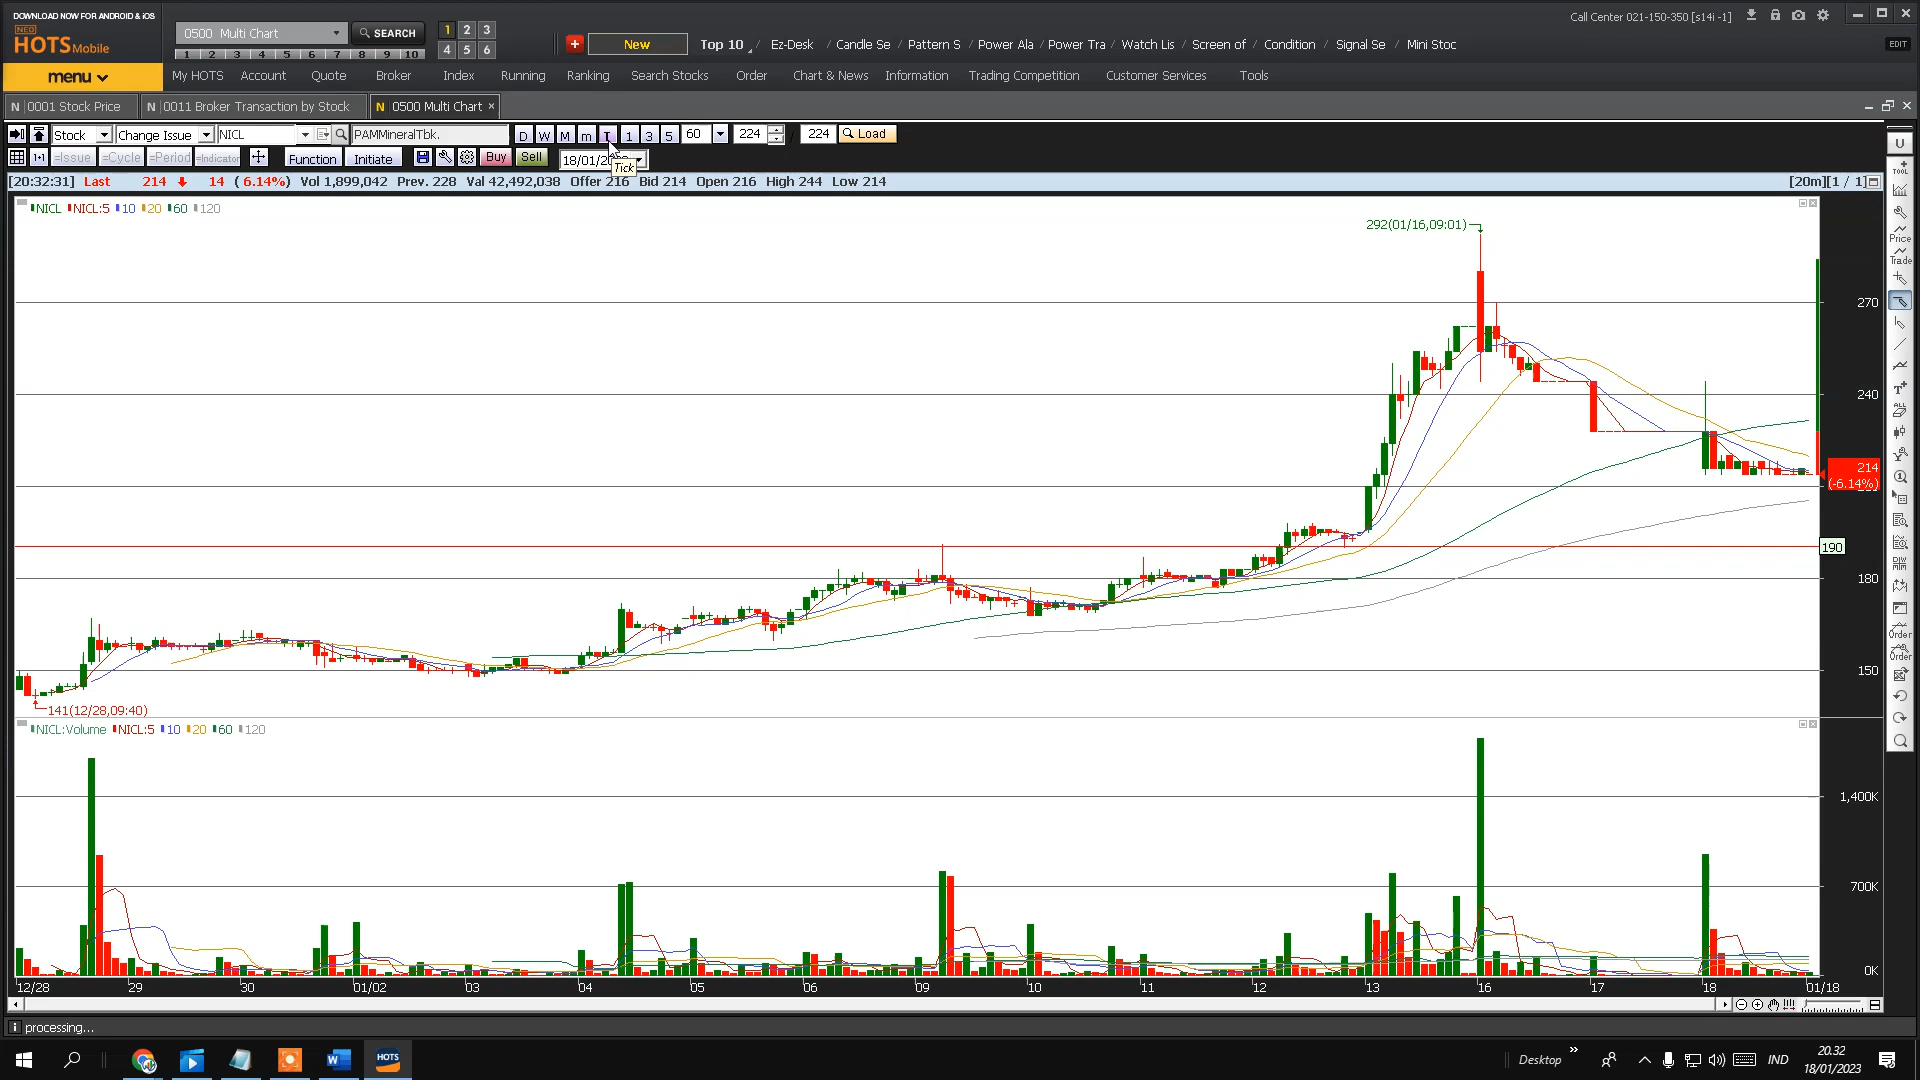 DOWNLOAD NOW FOR ANDROID & iOS
NEO
HOTS Mobile
0500 Multi Chart
SEARCH
1 2 3
4 5 6
1 2 3 4 5 6 7 8 9 10
New
Top 10 / Ez-Desk / Candle Se / Pattern S / Power Ala / Power Tra / Watch Lis / Screen of / Condition / Signal Se / Mini Stoc
Call Center 021-150-350 [s14i -1]
EDIT
menu
My HOTS Account Quote Broker Index Running Ranking Search Stocks Order Chart & News Information Trading Competition Customer Services Tools
N 0001 Stock Price N 0011 Broker Transaction by Stock N 0500 Multi Chart ×
Stock Change Issue NICL PAMMineralTbk. D W M m T 1 3 5 60 224 / 224 Load
=Issue =Cycle =Period =Indicator Function Initiate Buy Sell 18/01/2
Tick
[20:32:31] Last 214 14 ( 6.14%) Vol 1,899,042 Prev. 228 Val 42,492,038 Offer 216 Bid 214 Open 216 High 244 Low 214 [20m][1 / 1]
NICL NICL:5 10 20 60 120
292(01/16,09:01)
270
240
214
(-6.14%)
190
180
150
141(12/28,09:40)
NICL:Volume NICL:5 10 20 60 120
1,400K
700K
0K
12/28 29 30 01/02 03 04 05 06 09 10 11 12 13 16 17 18 01/18
U
TOOL
Price
Trade
T
ALL
Order
Order
processing...
HOTS
Desktop
IND
20.32
18/01/2023